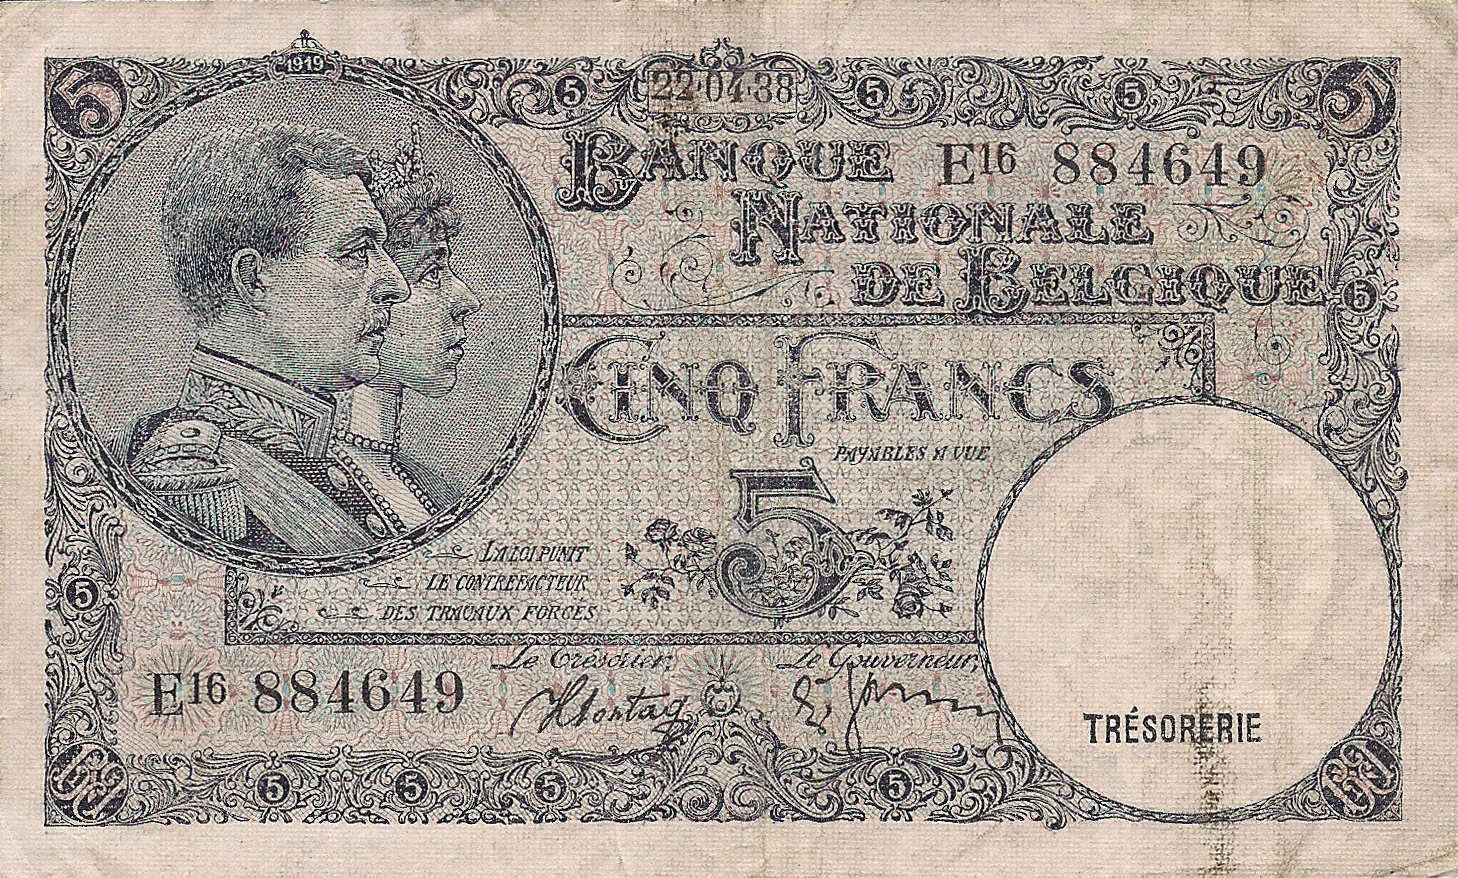 1919
22·04·38
5 5 5 5 5
BANQUE E16 884649
NATIONALE
DE BELGIQUE
5
CINQ FRANCS
PAYABLES A VUE
5
LA LOI PUNIT
LE CONTREFACTEUR
DES TRAVAUX FORCÉS
5
Le Trésorier,
Le Gouverneur,
E16 884649
TRÉSORERIE
5 5 5 5